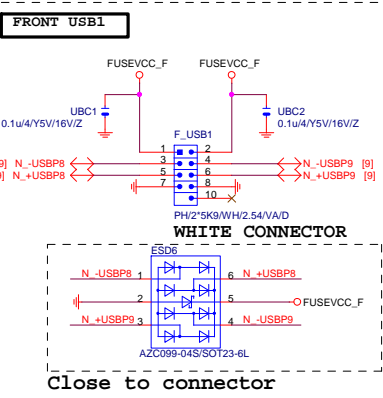 FRONT USB1
FUSEVCC_F FUSEVCC_F
UBC1 UBC2
0.1u/4/Y5V/16V/Z 0.1u/4/Y5V/16V/Z
F_USB1
1 2
9] N_-USBP8 3 4 N_-USBP9 [9]
9] N_+USBP8 5 6 N_+USBP9 [9]
7 8
10
PH/2*5K9/WH/2.54/VA/D
WHITE CONNECTOR
ESD6
N_-USBP8 1 6 N_+USBP8
2 5 FUSEVCC_F
N_+USBP9 3 4 N_-USBP9
AZC099-04S/SOT23-6L
Close to connector